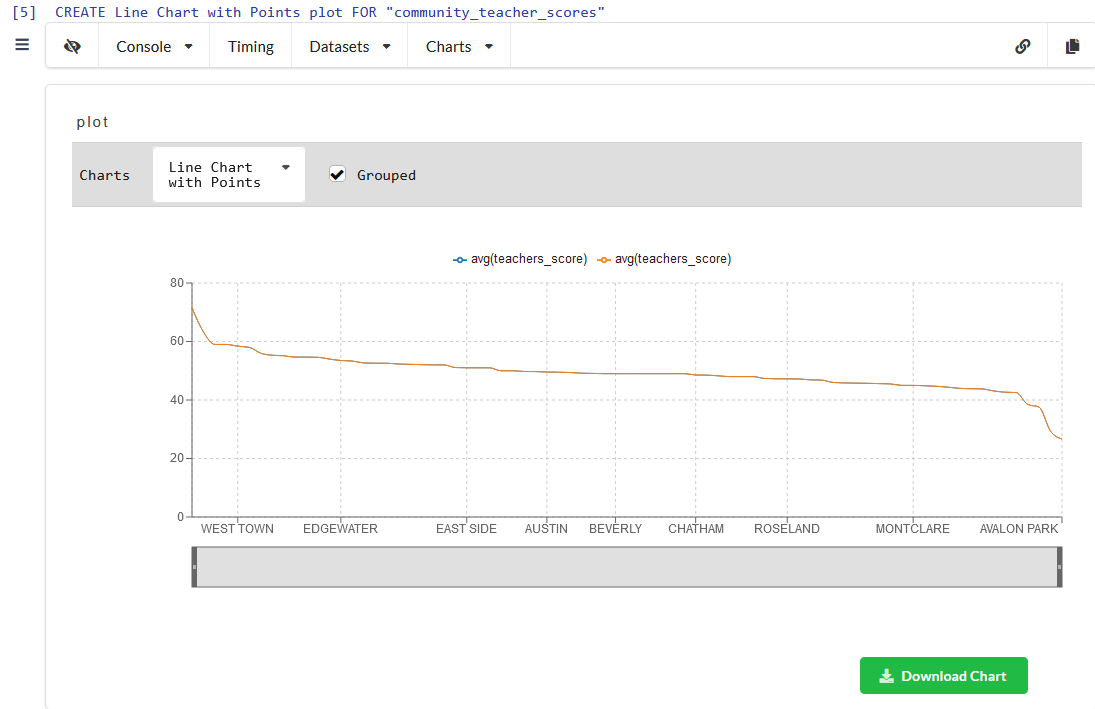 [5] CREATE Line Chart with Points plot FOR "community_teacher_scores"
Console Timing Datasets Charts
plot
Charts Line Chart with Points Grouped
avg(teachers_score) avg(teachers_score)
80
60
40
20
0
WEST TOWN EDGEWATER EAST SIDE AUSTIN BEVERLY CHATHAM ROSELAND MONTCLARE AVALON PARK
Download Chart